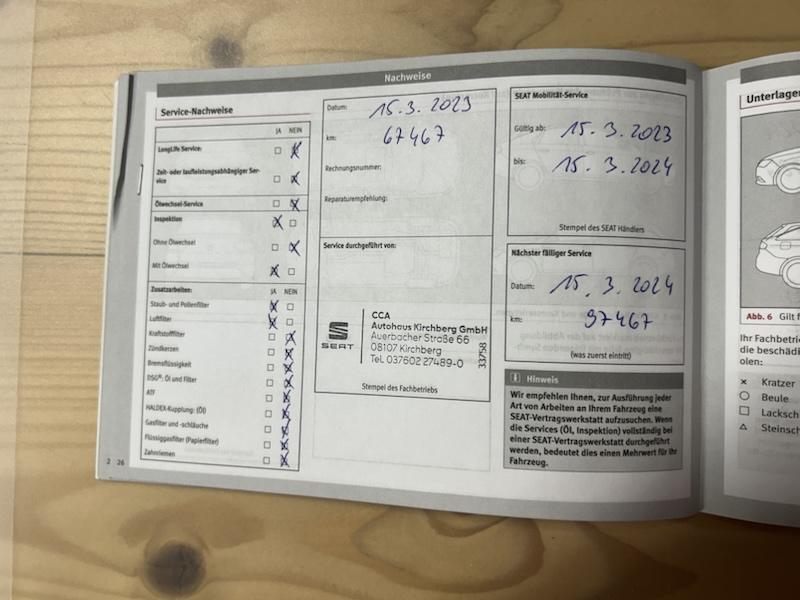 Nachweise
Service-Nachweise
JA NEIN
LongLife Service:
Zeit- oder laufleistungsabhängiger Ser-
vice
Ölwechsel-Service
Inspektion
Ohne Ölwechsel
Mit Ölwechsel
Zusatzarbeiten: JA NEIN
Staub- und Pollenfilter
Luftfilter
Kraftstofffilter
Zündkerzen
Bremsflüssigkeit
DSG®: Öl und Filter
ATF
HALDEX-Kupplung: (Öl)
Gasfilter und -schläuche
Flüssiggasfilter (Papierfilter)
Zahnriemen
26
Datum: 15.3.2023
km: 67467
Rechnungsnummer:
Reparaturempfehlung:
Service durchgeführt von:
SEAT
CCA
Autohaus Kirchberg GmbH
Auerbacher Straße 66
08107 Kirchberg
Tel. 037602 27489-0
33758
Stempel des Fachbetriebs
SEAT Mobilität-Service
Gültig ab: 15.3.2023
bis: 15.3.2024
Stempel des SEAT Händlers
Nächster fälliger Service
Datum: 15.3.2024
km: 97467
(was zuerst eintritt)
i Hinweis
Wir empfehlen Ihnen, zur Ausführung jeder
Art von Arbeiten an Ihrem Fahrzeug eine
SEAT-Vertragswerkstatt aufzusuchen. Wenn
die Services (Öl, Inspektion) vollständig bei
einer SEAT-Vertragswerkstatt durchgeführt
werden, bedeutet dies einen Mehrwert für Ihr
Fahrzeug.
Unterlagen
Abb. 6 Gilt f
Ihr Fachbetrie
die beschädi
olen:
Kratzer
Beule
Lacksch
Steinsch